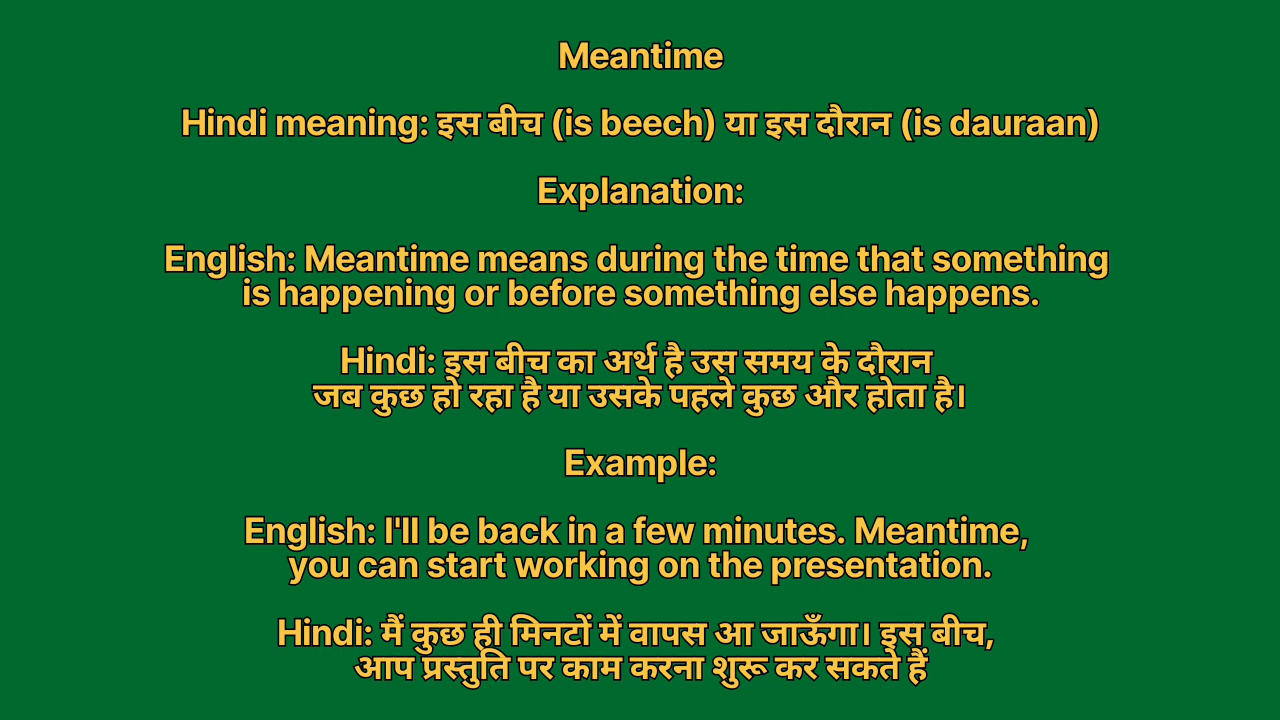 Meantime
Hindi meaning: इस बीच (is beech) या इस दौरान (is dauraan)
Explanation:
English: Meantime means during the time that something
is happening or before something else happens.
Hindi: इस बीच का अर्थ है उस समय के दौरान
जब कुछ हो रहा है या उसके पहले कुछ और होता है।
Example:
English: I'll be back in a few minutes. Meantime,
you can start working on the presentation.
Hindi: मैं कुछ ही मिनटों में वापस आ जाऊँगा। इस बीच,
आप प्रस्तुति पर काम करना शुरू कर सकते हैं